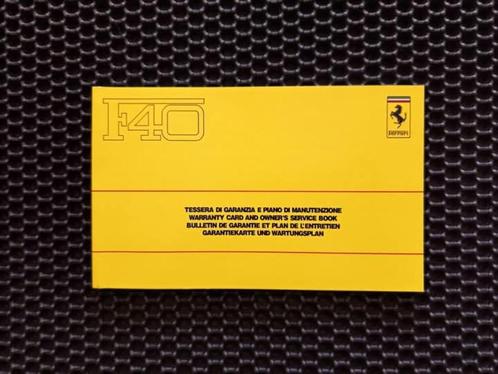 F40
Ferrari
TESSERA DI GARANZIA E PIANO DI MANUTENZIONE
WARRANTY CARD AND OWNER'S SERVICE BOOK
BULLETIN DE GARANTIE ET PLAN DE L'ENTRETIEN
GARANTIEKARTE UND WARTUNGSPLAN